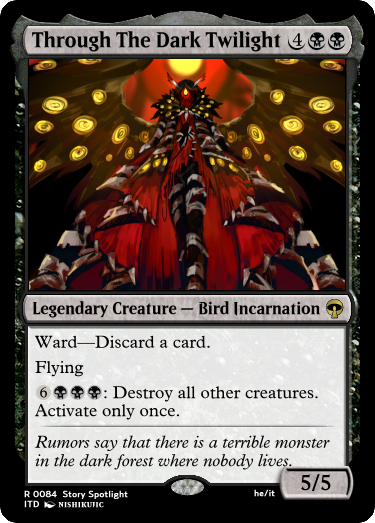 Through The Dark Twilight 4
Legendary Creature — Bird Incarnation
Ward—Discard a card.
Flying
6: Destroy all other creatures.
Activate only once.
Rumors say that there is a terrible monster
in the dark forest where nobody lives.
5/5
R 0084 Story Spotlight he/it
ITD NISHIKUJIC